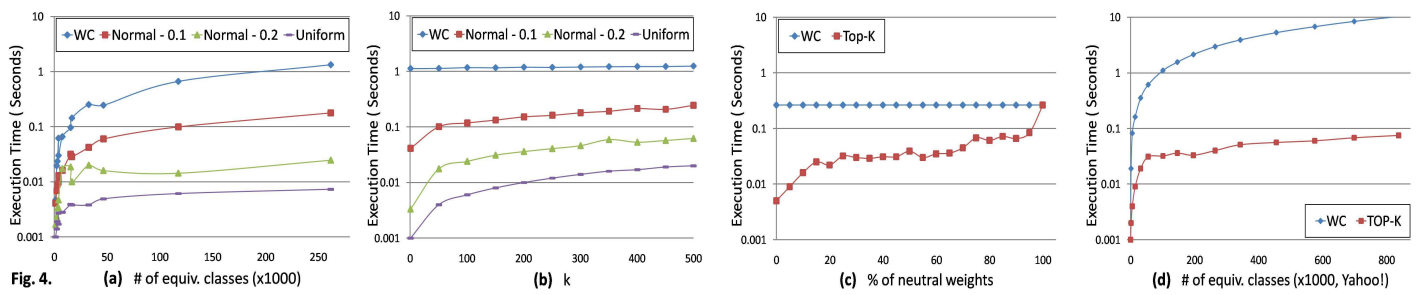 10
1
0.1
0.01
0.001
Execution Time ( Seconds)
WC Normal - 0.1 Normal - 0.2 Uniform
0 50 100 150 200 250
Fig. 4. (a) # of equiv. classes (x1000)
10
1
0.1
0.01
0.001
Execution Time ( Seconds)
WC Normal - 0.1 Normal - 0.2 Uniform
0 100 200 300 400 500
(b) k
10
1
0.1
0.01
0.001
Execution Time ( Seconds)
WC Top-K
0 20 40 60 80 100
(c) % of neutral weights
10
1
0.1
0.01
0.001
Execution Time ( Seconds)
WC TOP-K
0 200 400 600 800
(d) # of equiv. classes (x1000, Yahoo!)